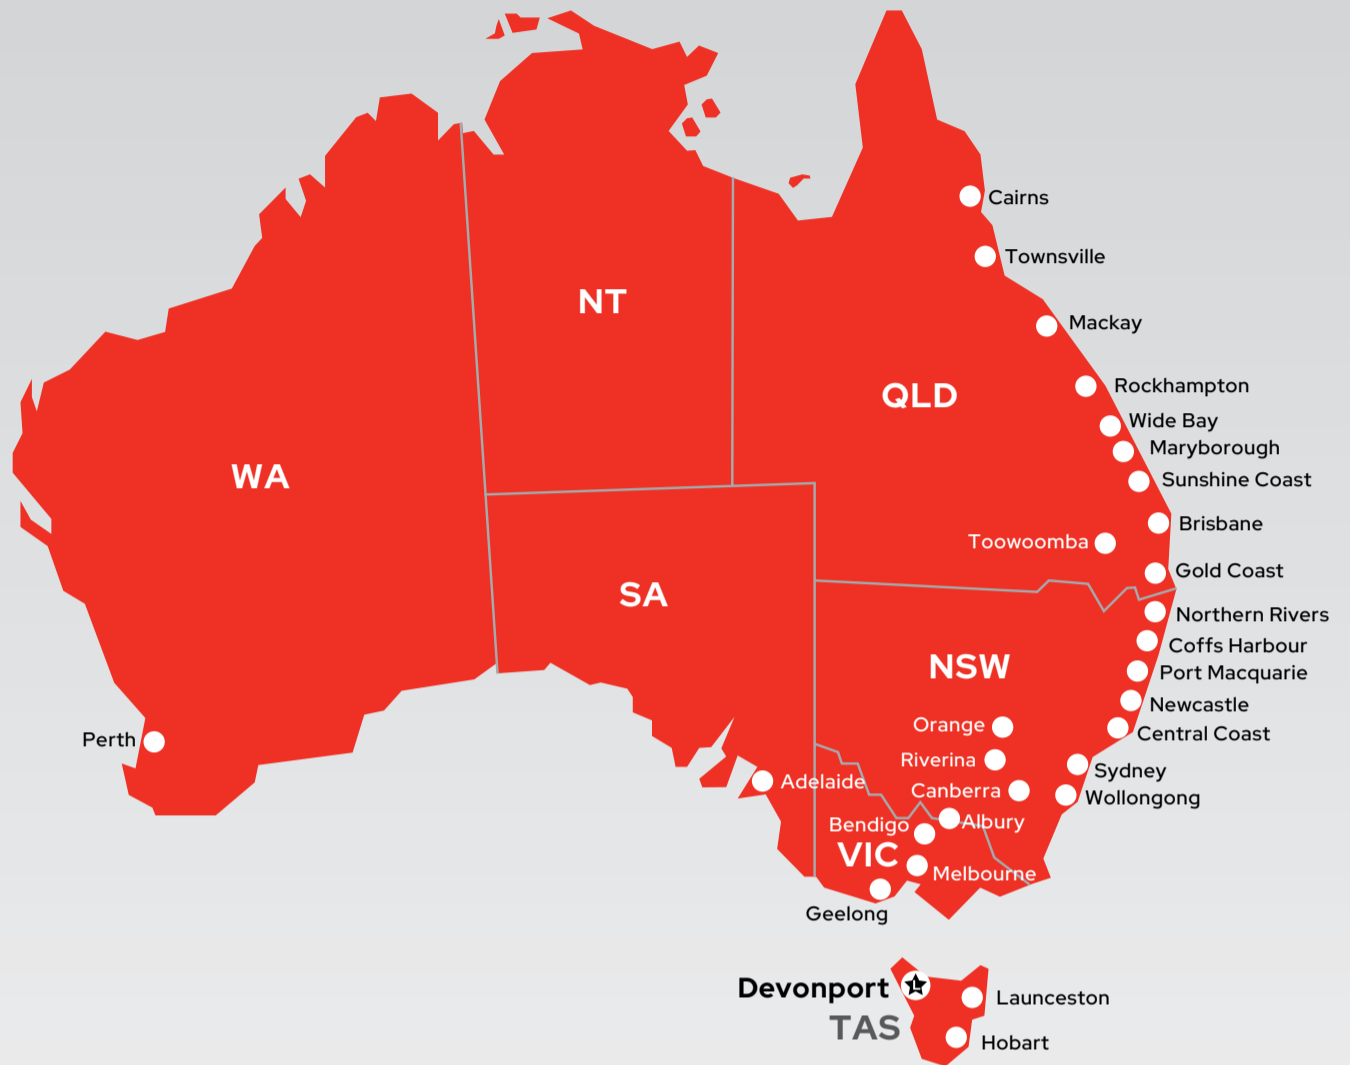 Cairns
Townsville
NT
Mackay
Rockhampton
QLD
Wide Bay
Maryborough
WA
Sunshine Coast
Brisbane
Toowoomba
Gold Coast
SA
Northern Rivers
Coffs Harbour
NSW
Port Macquarie
Newcastle
Orange
Central Coast
Perth
Riverina
Sydney
Adelaide
Canberra
Wollongong
Albury
Bendigo
VIC
Melbourne
Geelong
Devonport
L
Launceston
TAS
Hobart